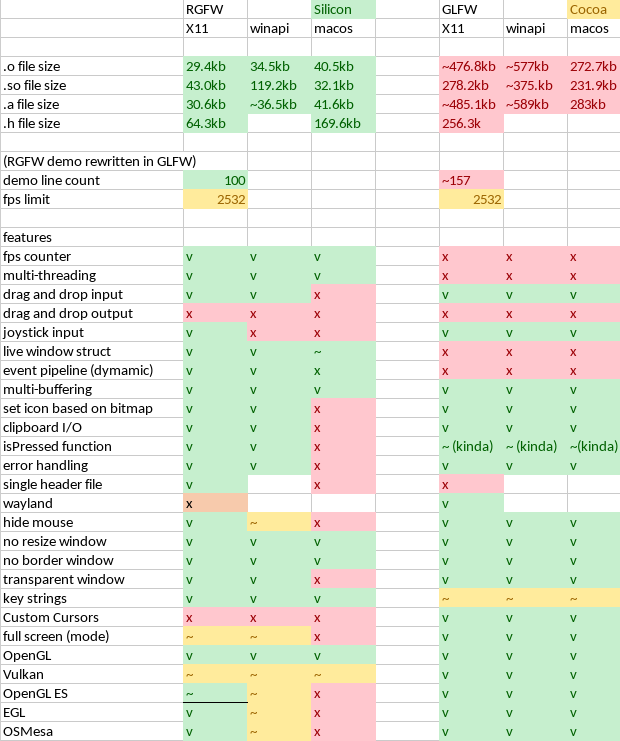 RGFW Silicon GLFW Cocoa
X11 winapi macos X11 winapi macos
.o file size 29.4kb 34.5kb 40.5kb ~476.8kb ~577kb 272.7kb
.so file size 43.0kb 119.2kb 32.1kb 278.2kb ~375.kb 231.9kb
.a file size 30.6kb ~36.5kb 41.6kb ~485.1kb ~589kb 283kb
.h file size 64.3kb 169.6kb 256.3k
(RGFW demo rewritten in GLFW)
demo line count 100 ~157
fps limit 2532 2532
features
fps counter v v v x x x
multi-threading v v v x x x
drag and drop input v v x v v v
drag and drop output x x x x x x
joystick input v x x v v v
live window struct v v ~ x x x
event pipeline (dymamic) v v x x x x
multi-buffering v v v v v v
set icon based on bitmap v v x v v v
clipboard I/O v v x v v v
isPressed function v v x ~ (kinda) ~ (kinda) ~(kinda)
error handling v v x v v v
single header file v x x
wayland x v
hide mouse v ~ x v v v
no resize window v v v v v v
no border window v v v v v v
transparent window v v x v v v
key strings v v v ~ ~ ~
Custom Cursors x x x v v v
full screen (mode) ~ ~ x v v v
OpenGL v v v v v v
Vulkan ~ ~ ~ v v v
OpenGL ES ~ ~ x v v v
EGL v ~ x v v v
OSMesa v ~ x v v v